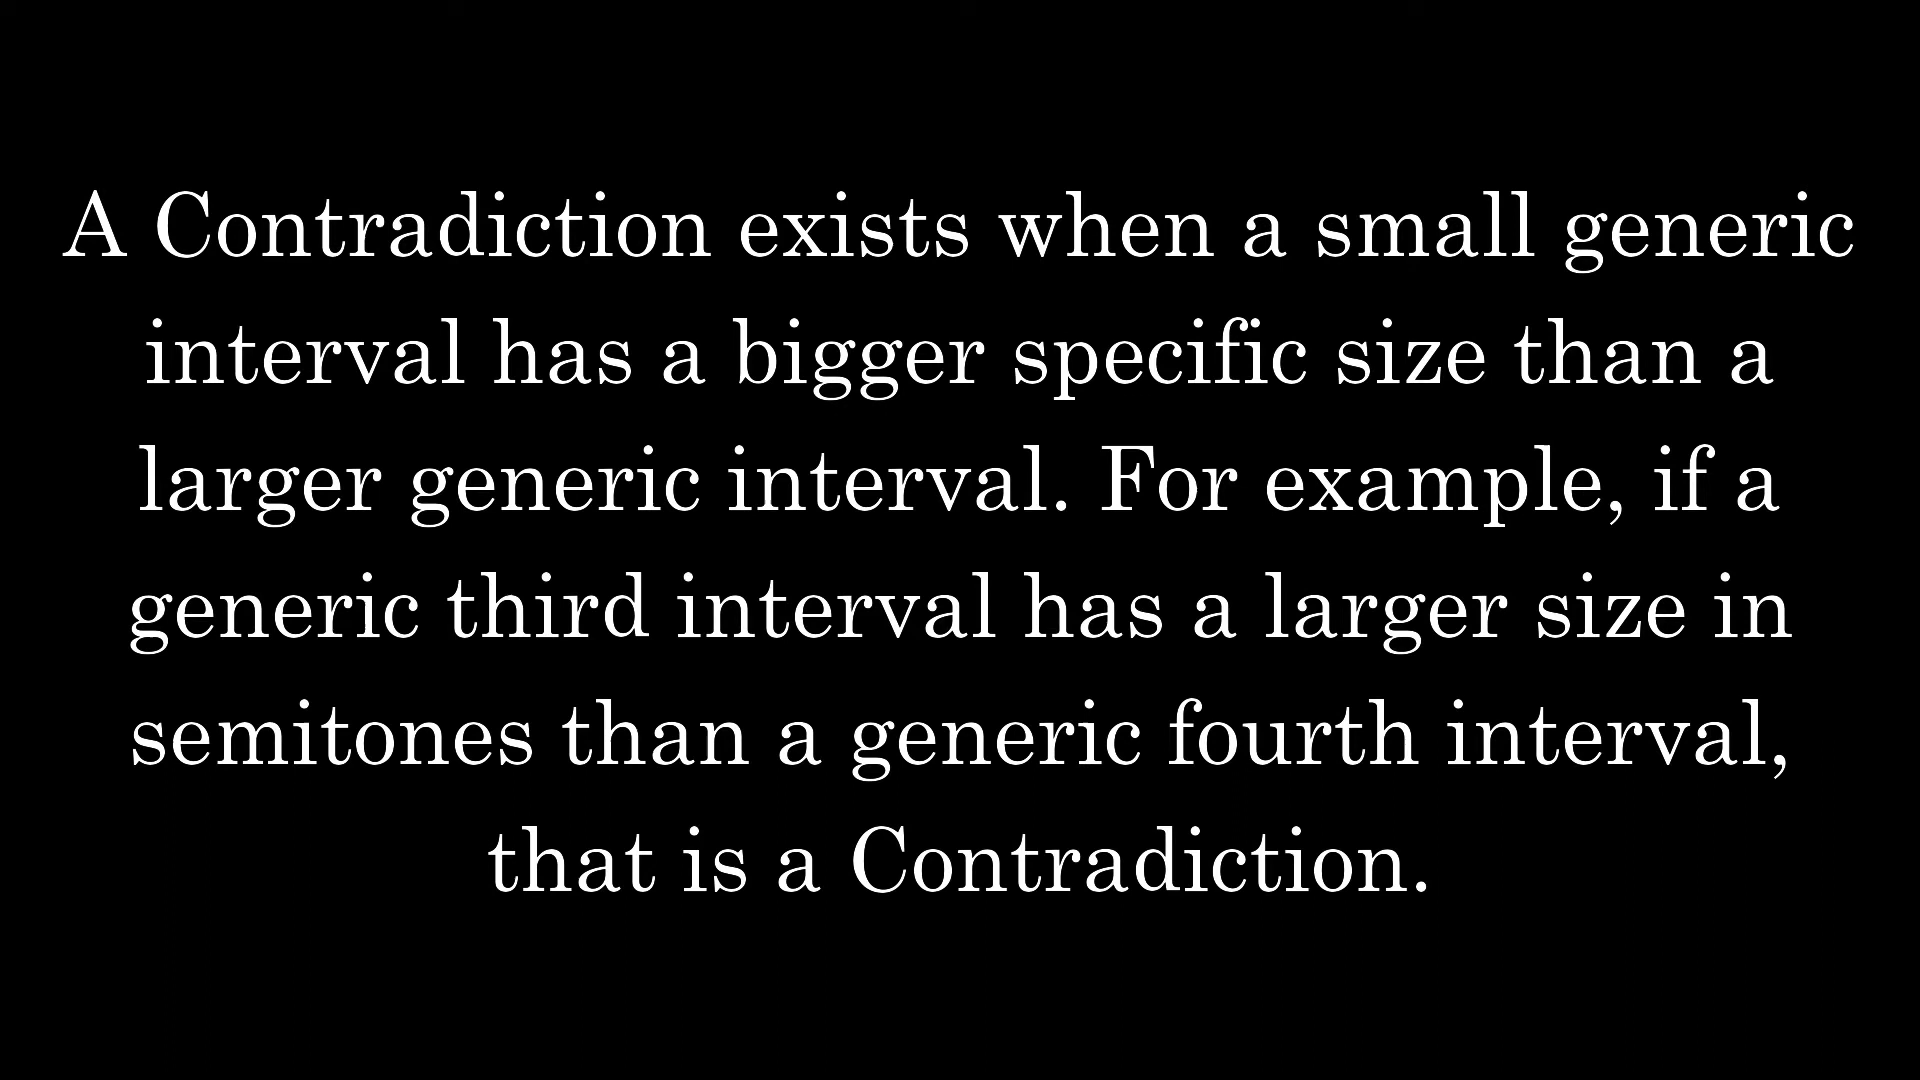 A Contradiction exists when a small generic
interval has a bigger specific size than a
larger generic interval. For example, if a
generic third interval has a larger size in
semitones than a generic fourth interval,
that is a Contradiction.